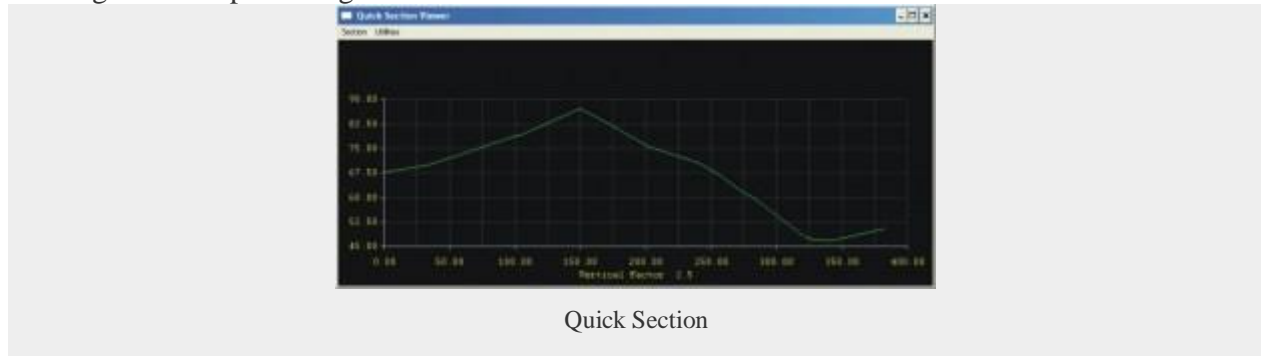 Quick Section Viewer
Section Utilities
90.00
82.50
75.00
67.50
60.00
52.50
45.00
0.00 50.00 100.00 150.00 200.00 250.00 300.00 350.00 400.00
Vertical Factor
Quick Section